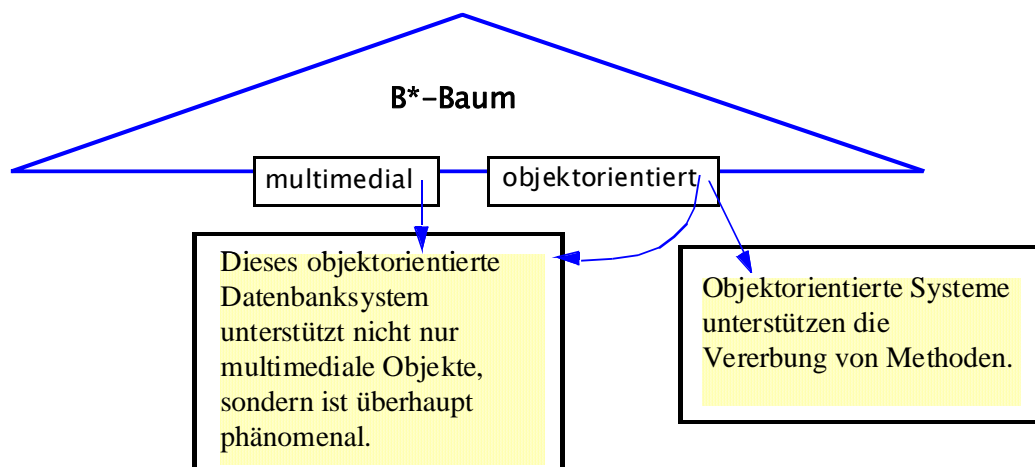 B*-Baum
multimedial
objektorientiert
Dieses objektorientierte
Datenbanksystem
unterstützt nicht nur
multimediale Objekte,
sondern ist überhaupt
phänomenal.
Objektorientierte Systeme
unterstützen die
Vererbung von Methoden.